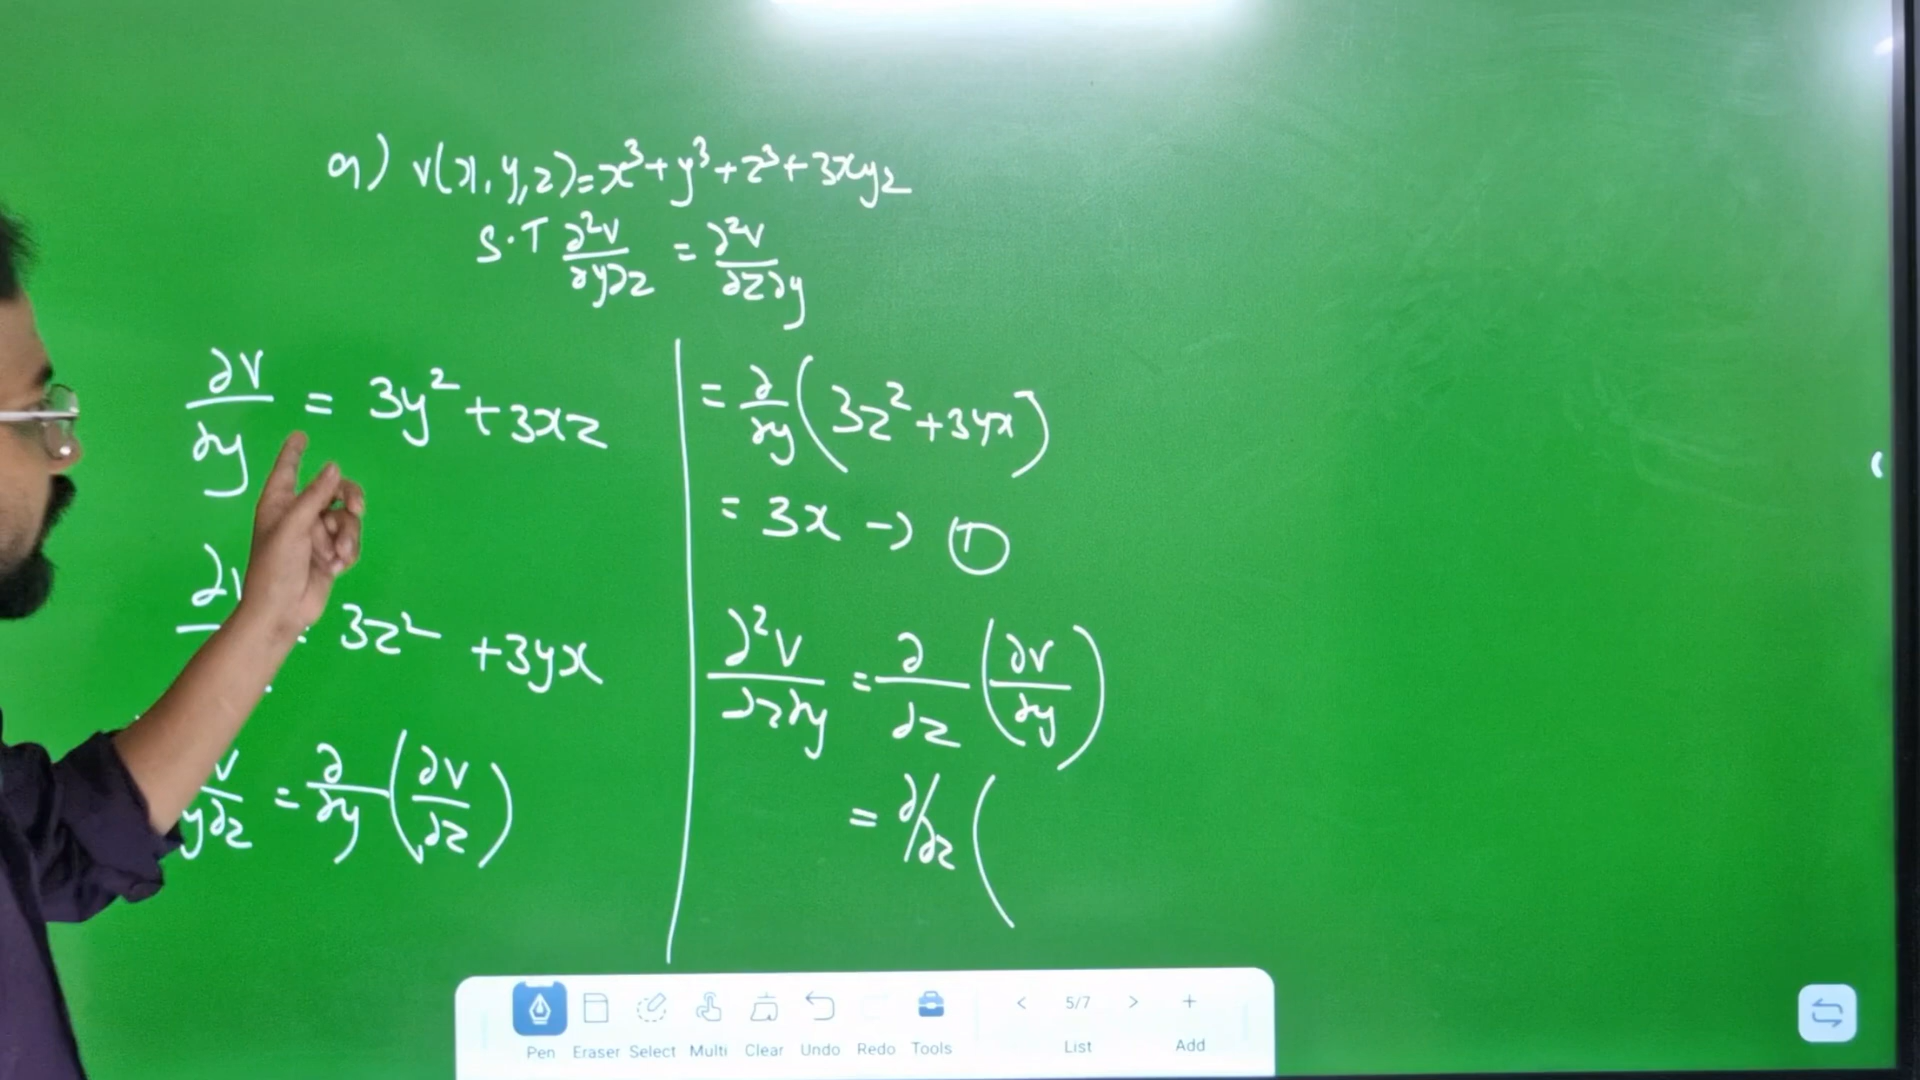 a) v(x,y,z)=x³+y³+z³+3xyz
S.T ∂²v/∂y∂z = ∂²v/∂z∂y
∂v/∂y = 3y²+3xz
3z² +3yx
v/y∂z = ∂/∂y (∂v/∂z)
= ∂/∂y (3z²+3yx)
= 3x → ①
∂²v/∂z∂y = ∂/∂z (∂v/∂y)
= ∂/∂z (
Pen Eraser Select Multi Clear Undo Redo Tools < 5/7 > List + Add